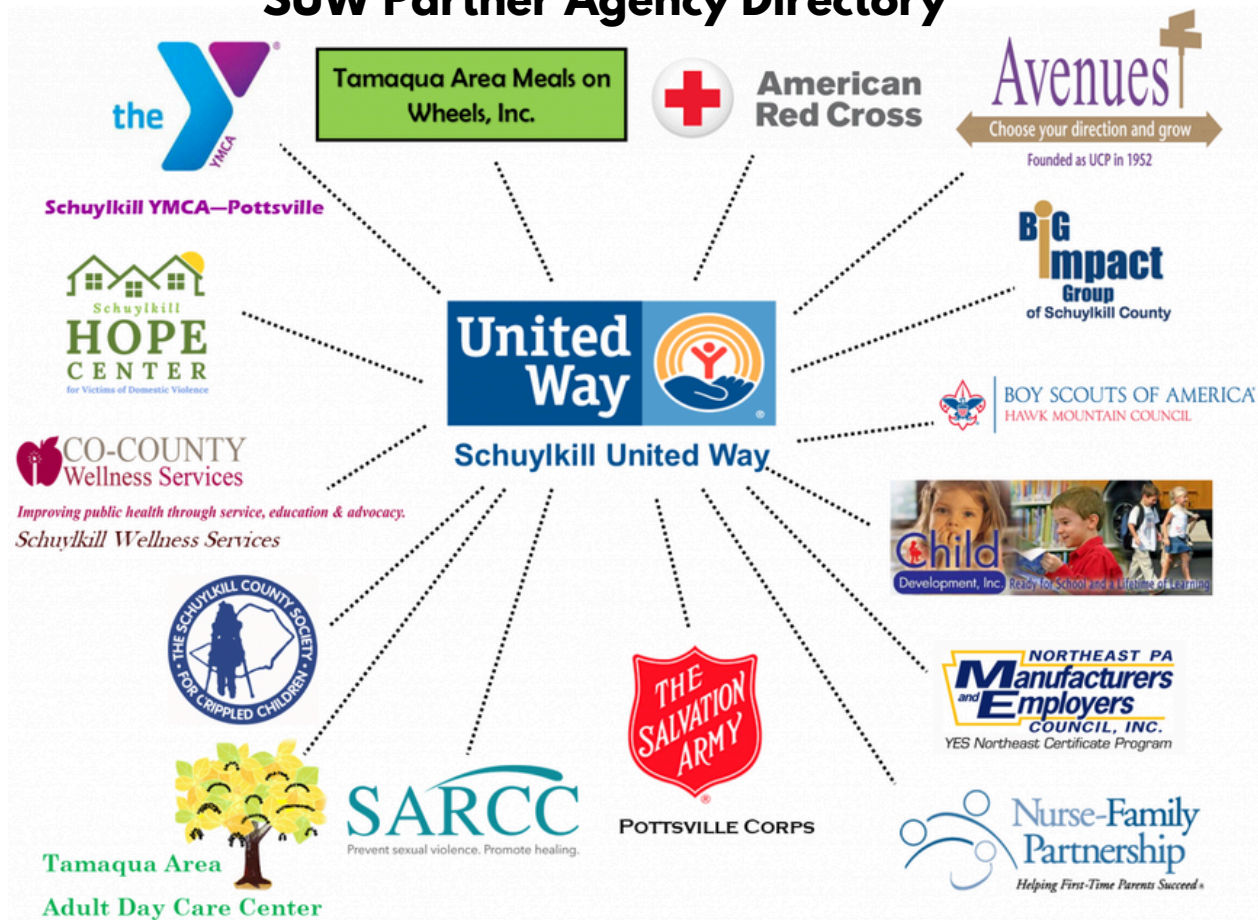 SUW Partner Agency Directory
the
YMCA
®
Schuylkill YMCA—Pottsville
Tamaqua Area Meals on
Wheels, Inc.
American
Red Cross
Avenues
Choose your direction and grow
Founded as UCP in 1952
BiG
Impact
Group
of Schuylkill County
Schuylkill
HOPE
CENTER
for Victims of Domestic Violence
United
Way
®
Schuylkill United Way
BOY SCOUTS OF AMERICA®
HAWK MOUNTAIN COUNCIL
CO-COUNTY
Wellness Services
Improving public health through service, education & advocacy.
Schuylkill Wellness Services
Child
Development, Inc. Ready for School and a Lifetime of Learning
THE SCHUYLKILL COUNTY SOCIETY
• FOR CRIPPLED CHILDREN •
THE
SALVATION
ARMY
®
POTTSVILLE CORPS
NORTHEAST PA
Manufacturers
and Employers
COUNCIL, INC.
YES Northeast Certificate Program
Tamaqua Area
Adult Day Care Center
SARCC
Prevent sexual violence. Promote healing.
Nurse-Family
Partnership
Helping First-Time Parents Succeed®